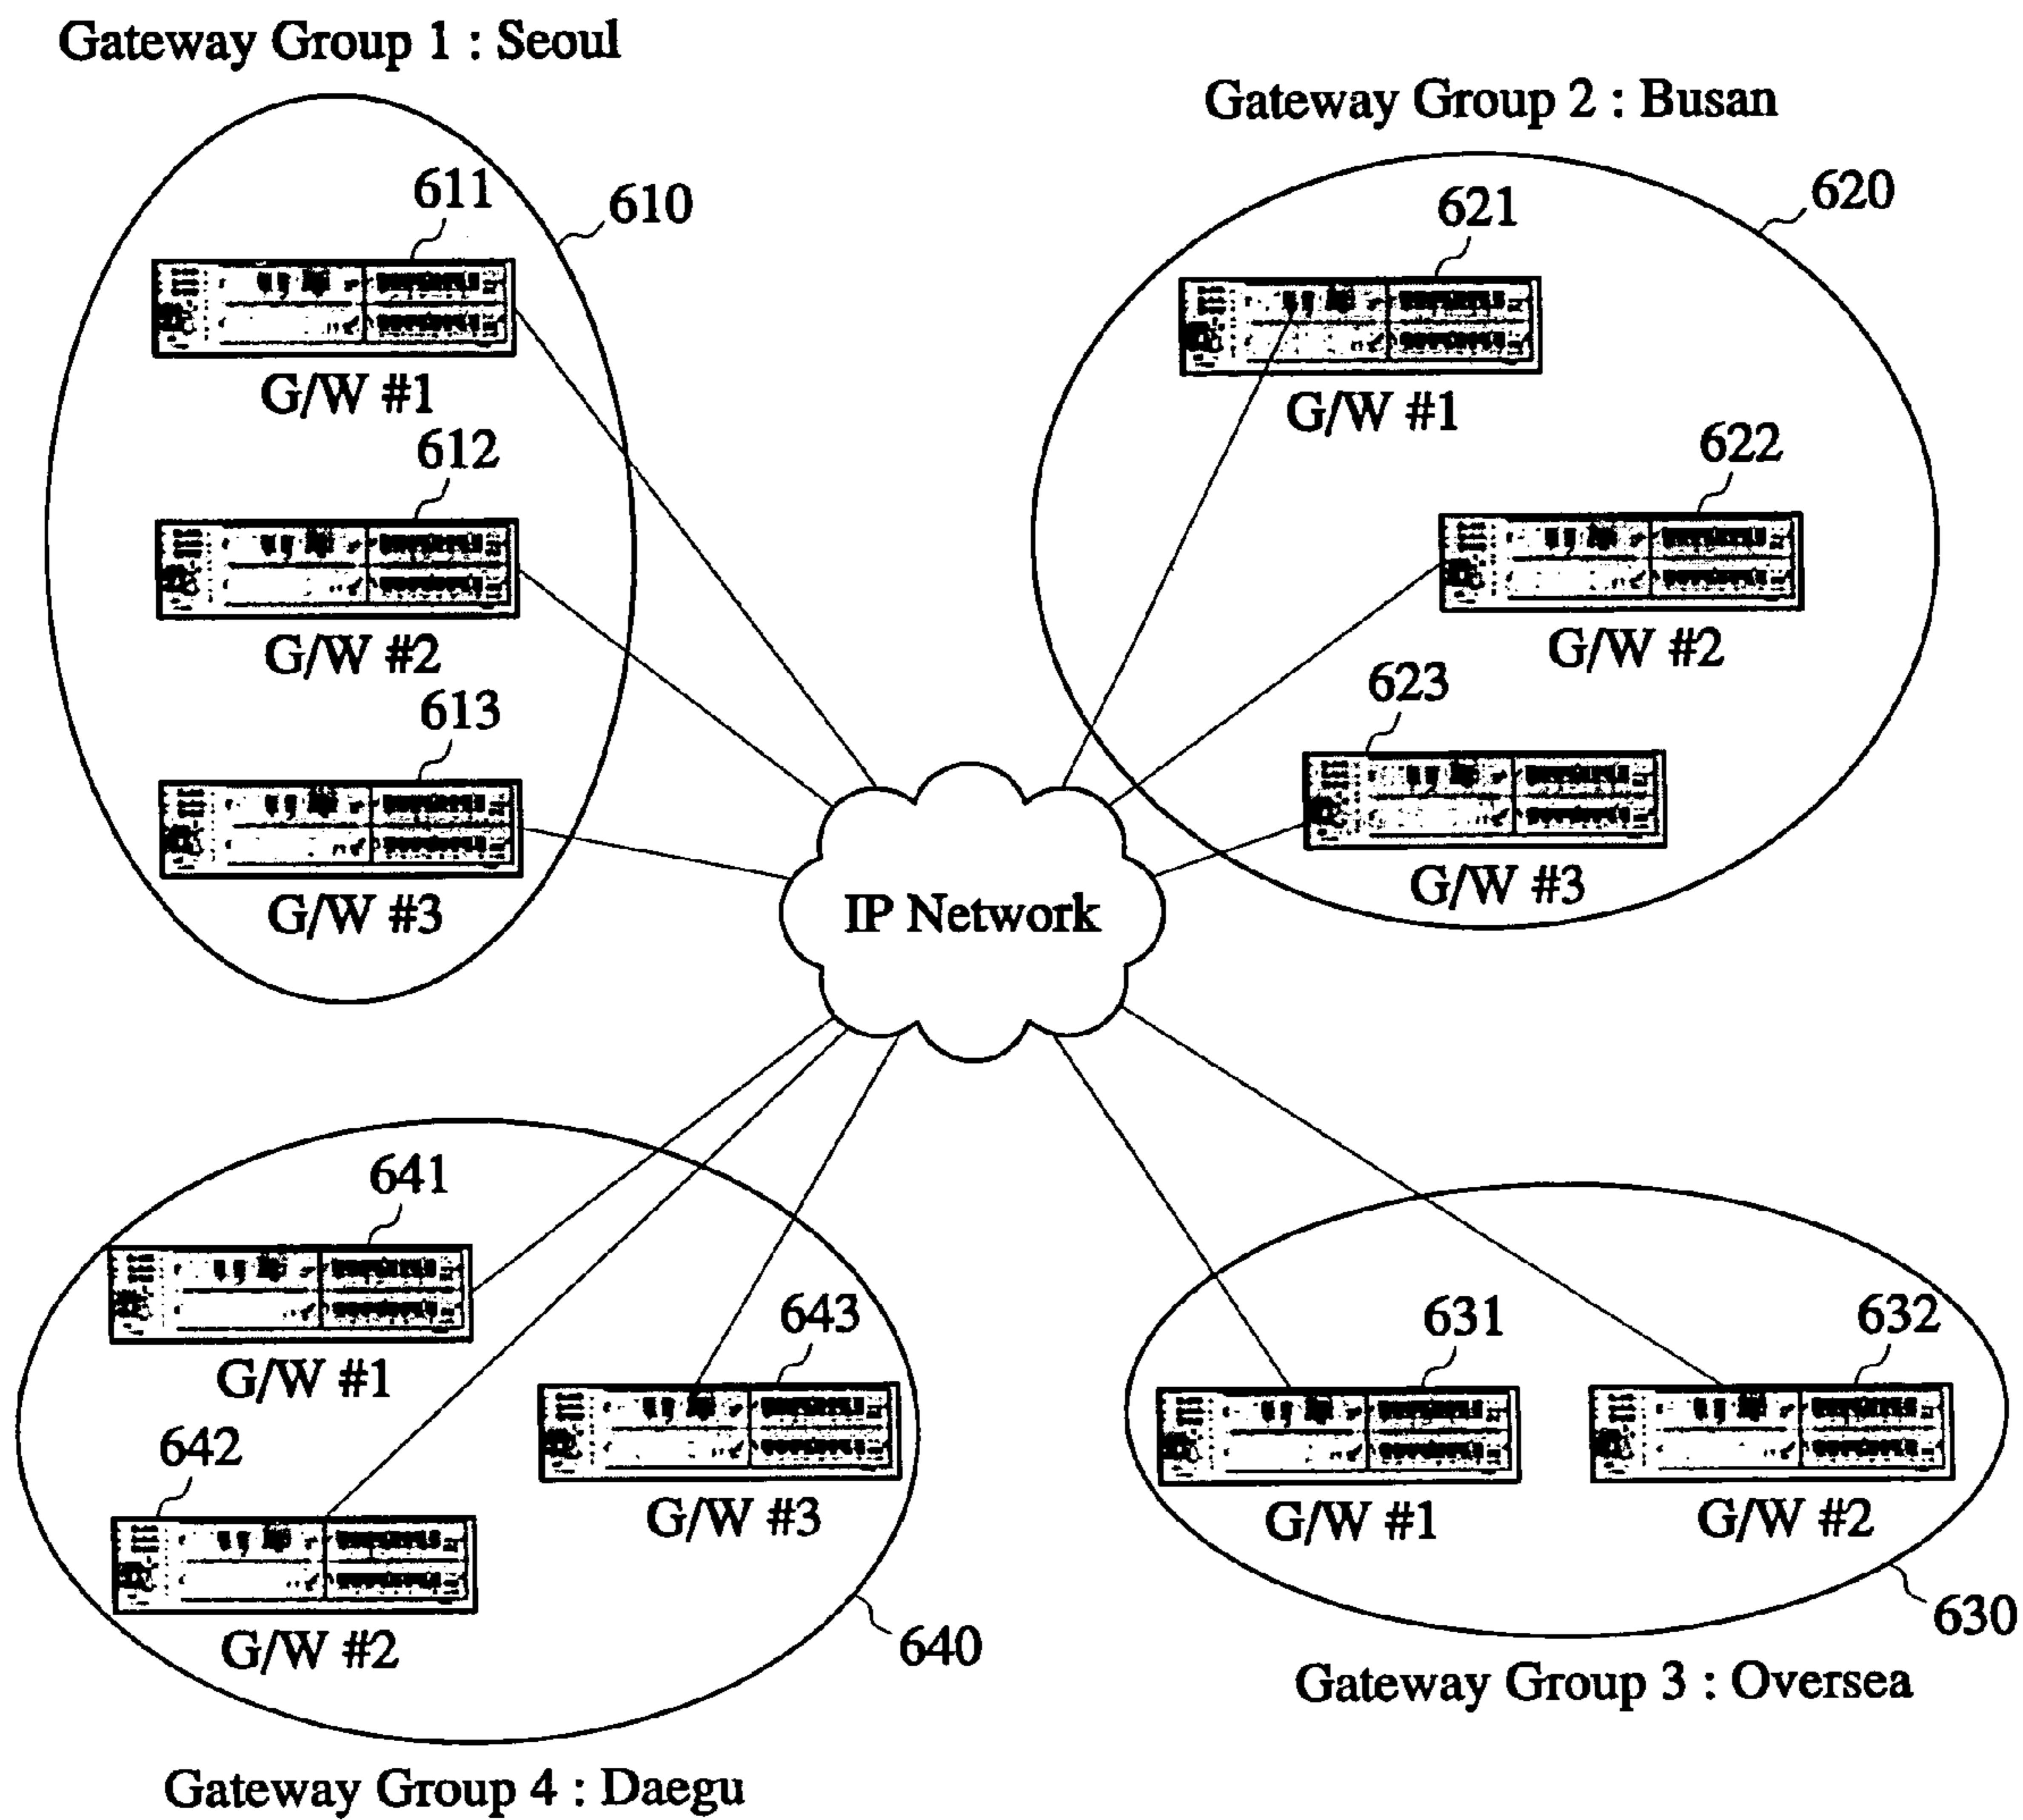 Gateway Group 1 : Seoul
611
610
G/W #1
612
G/W #2
613
G/W #3
Gateway Group 2 : Busan
621
620
G/W #1
622
G/W #2
623
G/W #3
IP Network
641
G/W #1
643
G/W #3
642
G/W #2
640
Gateway Group 4 : Daegu
631
632
G/W #1
G/W #2
630
Gateway Group 3 : Oversea